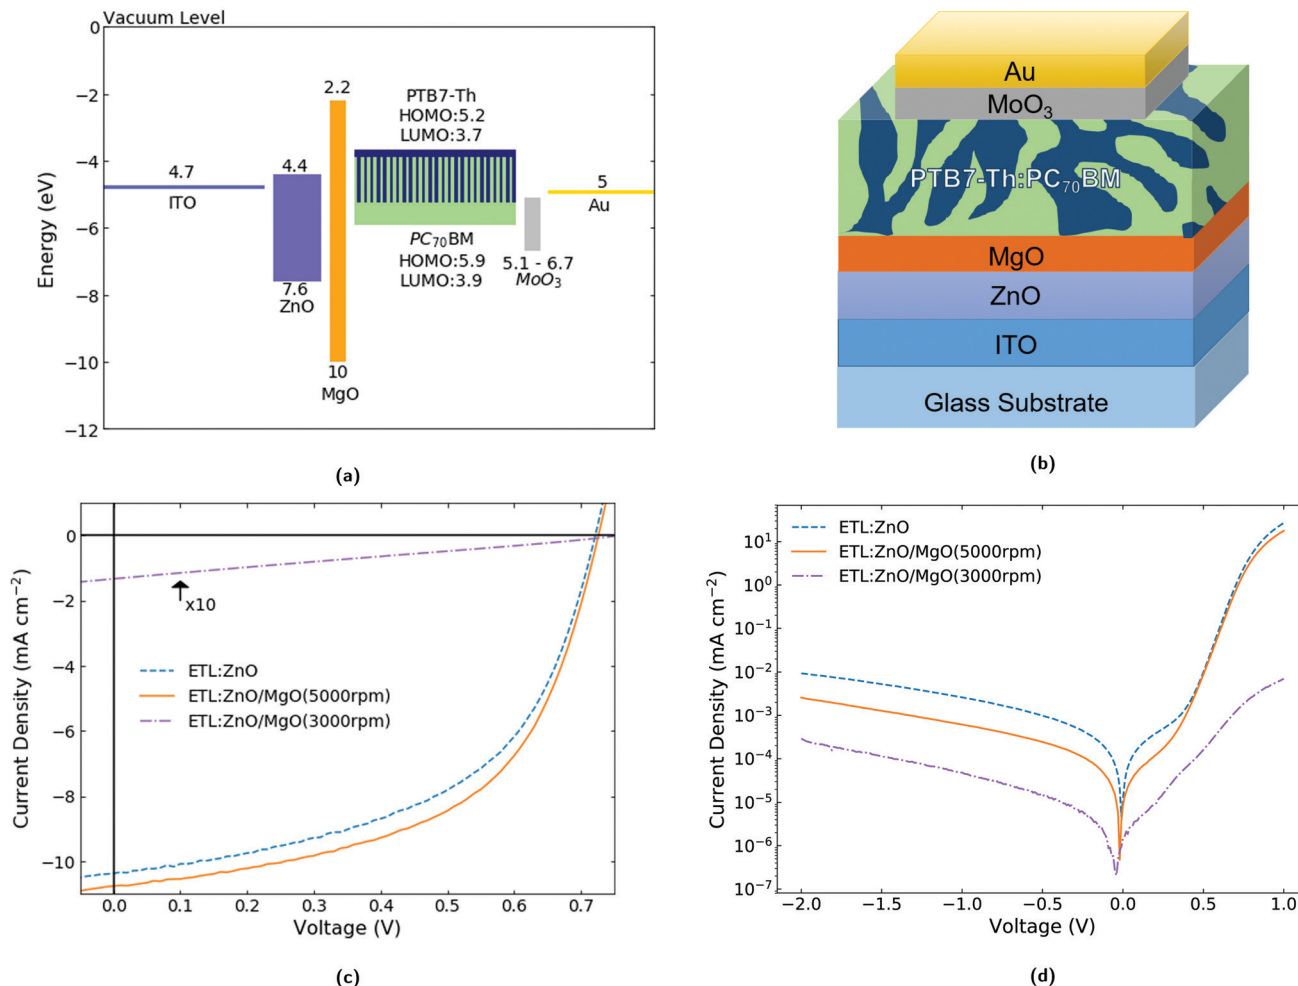 Vacuum Level
0
−2
−4
−6
−8
−10
−12
Energy (eV)
4.7
ITO
4.4
7.6
ZnO
2.2
10
MgO
PTB7-Th
HOMO:5.2
LUMO:3.7
PC70BM
HOMO:5.9
LUMO:3.9
5.1 - 6.7
MoO3
5
Au
(a)
Au
MoO3
PTB7-Th:PC70BM
MgO
ZnO
ITO
Glass Substrate
(b)
0
−2
−4
−6
−8
−10
Current Density (mA cm−2)
x10
ETL:ZnO
ETL:ZnO/MgO(5000rpm)
ETL:ZnO/MgO(3000rpm)
0.0 0.1 0.2 0.3 0.4 0.5 0.6 0.7
Voltage (V)
(c)
ETL:ZnO
ETL:ZnO/MgO(5000rpm)
ETL:ZnO/MgO(3000rpm)
10^1
10^0
10^−1
10^−2
10^−3
10^−4
10^−5
10^−6
10^−7
Current Density (mA cm−2)
−2.0 −1.5 −1.0 −0.5 0.0 0.5 1.0
Voltage (V)
(d)